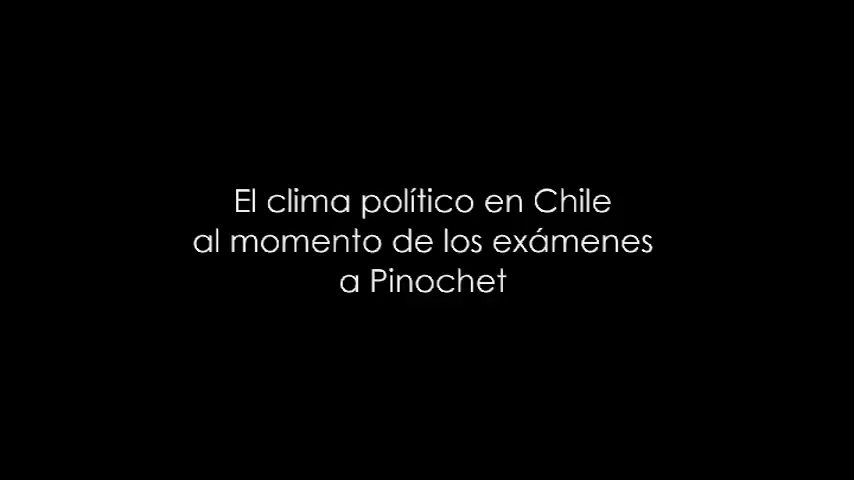 El clima político en Chile
al momento de los exámenes
a Pinochet